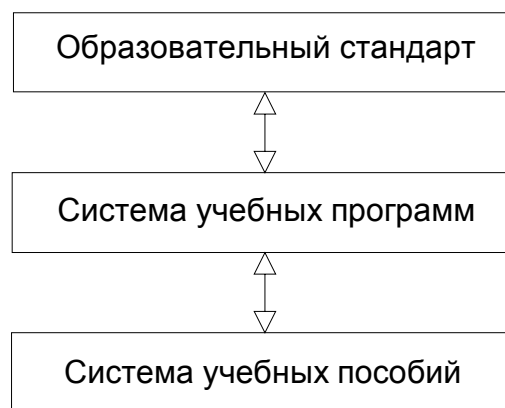 Образовательный стандарт
Система учебных программ
Система учебных пособий